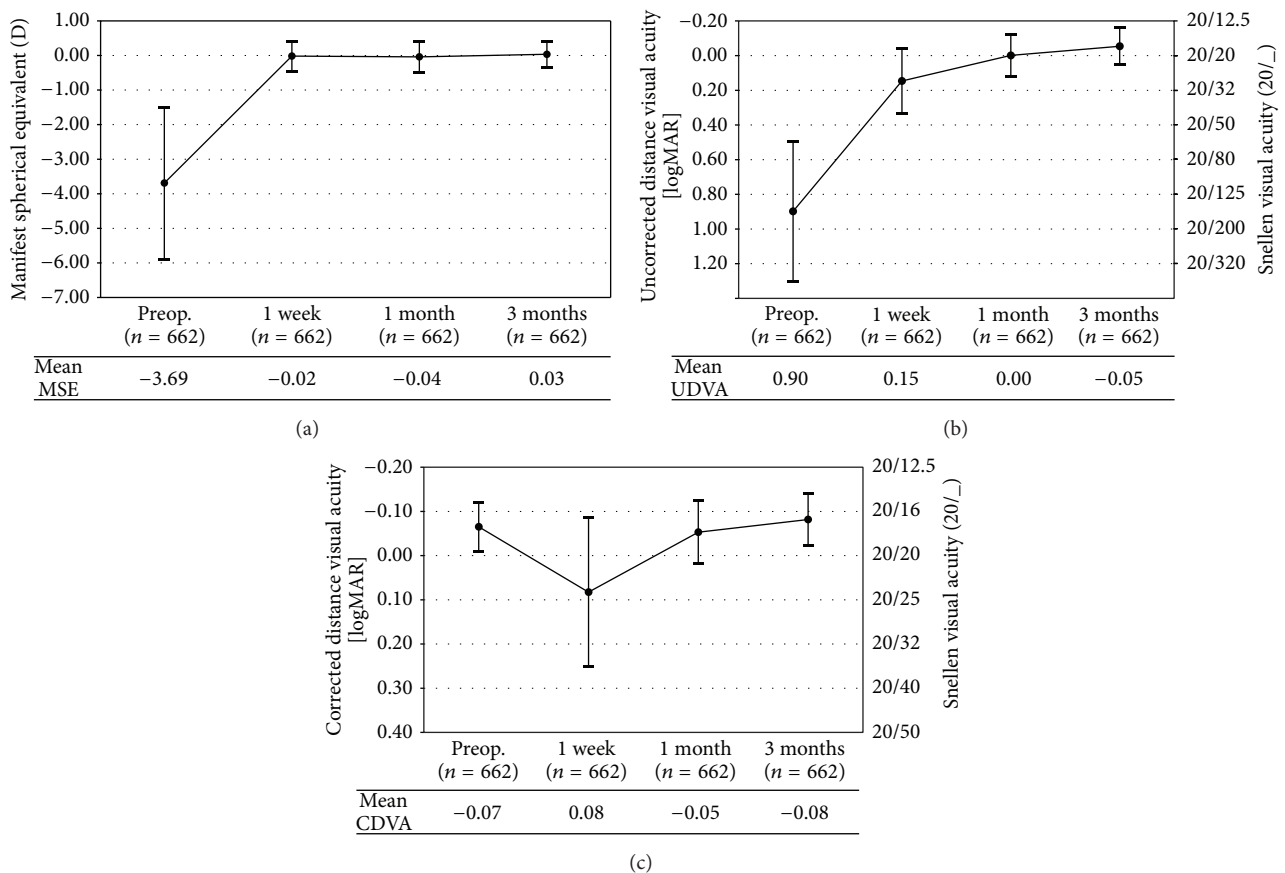 Manifest spherical equivalent (D)
1.00
0.00
−1.00
−2.00
−3.00
−4.00
−5.00
−6.00
−7.00
Preop. 1 week 1 month 3 months
(n = 662) (n = 662) (n = 662) (n = 662)
Mean
MSE −3.69 −0.02 −0.04 0.03
(a)
Uncorrected distance visual acuity
[logMAR]
−0.20
0.00
0.20
0.40
0.60
0.80
1.00
1.20
20/12.5
20/20
20/32
20/50
20/80
20/125
20/200
20/320
Snellen visual acuity (20/_)
Preop. 1 week 1 month 3 months
(n = 662) (n = 662) (n = 662) (n = 662)
Mean
UDVA 0.90 0.15 0.00 −0.05
(b)
Corrected distance visual acuity
[logMAR]
−0.20
−0.10
0.00
0.10
0.20
0.30
0.40
20/12.5
20/16
20/20
20/25
20/32
20/40
20/50
Snellen visual acuity (20/_)
Preop. 1 week 1 month 3 months
(n = 662) (n = 662) (n = 662) (n = 662)
Mean
CDVA −0.07 0.08 −0.05 −0.08
(c)